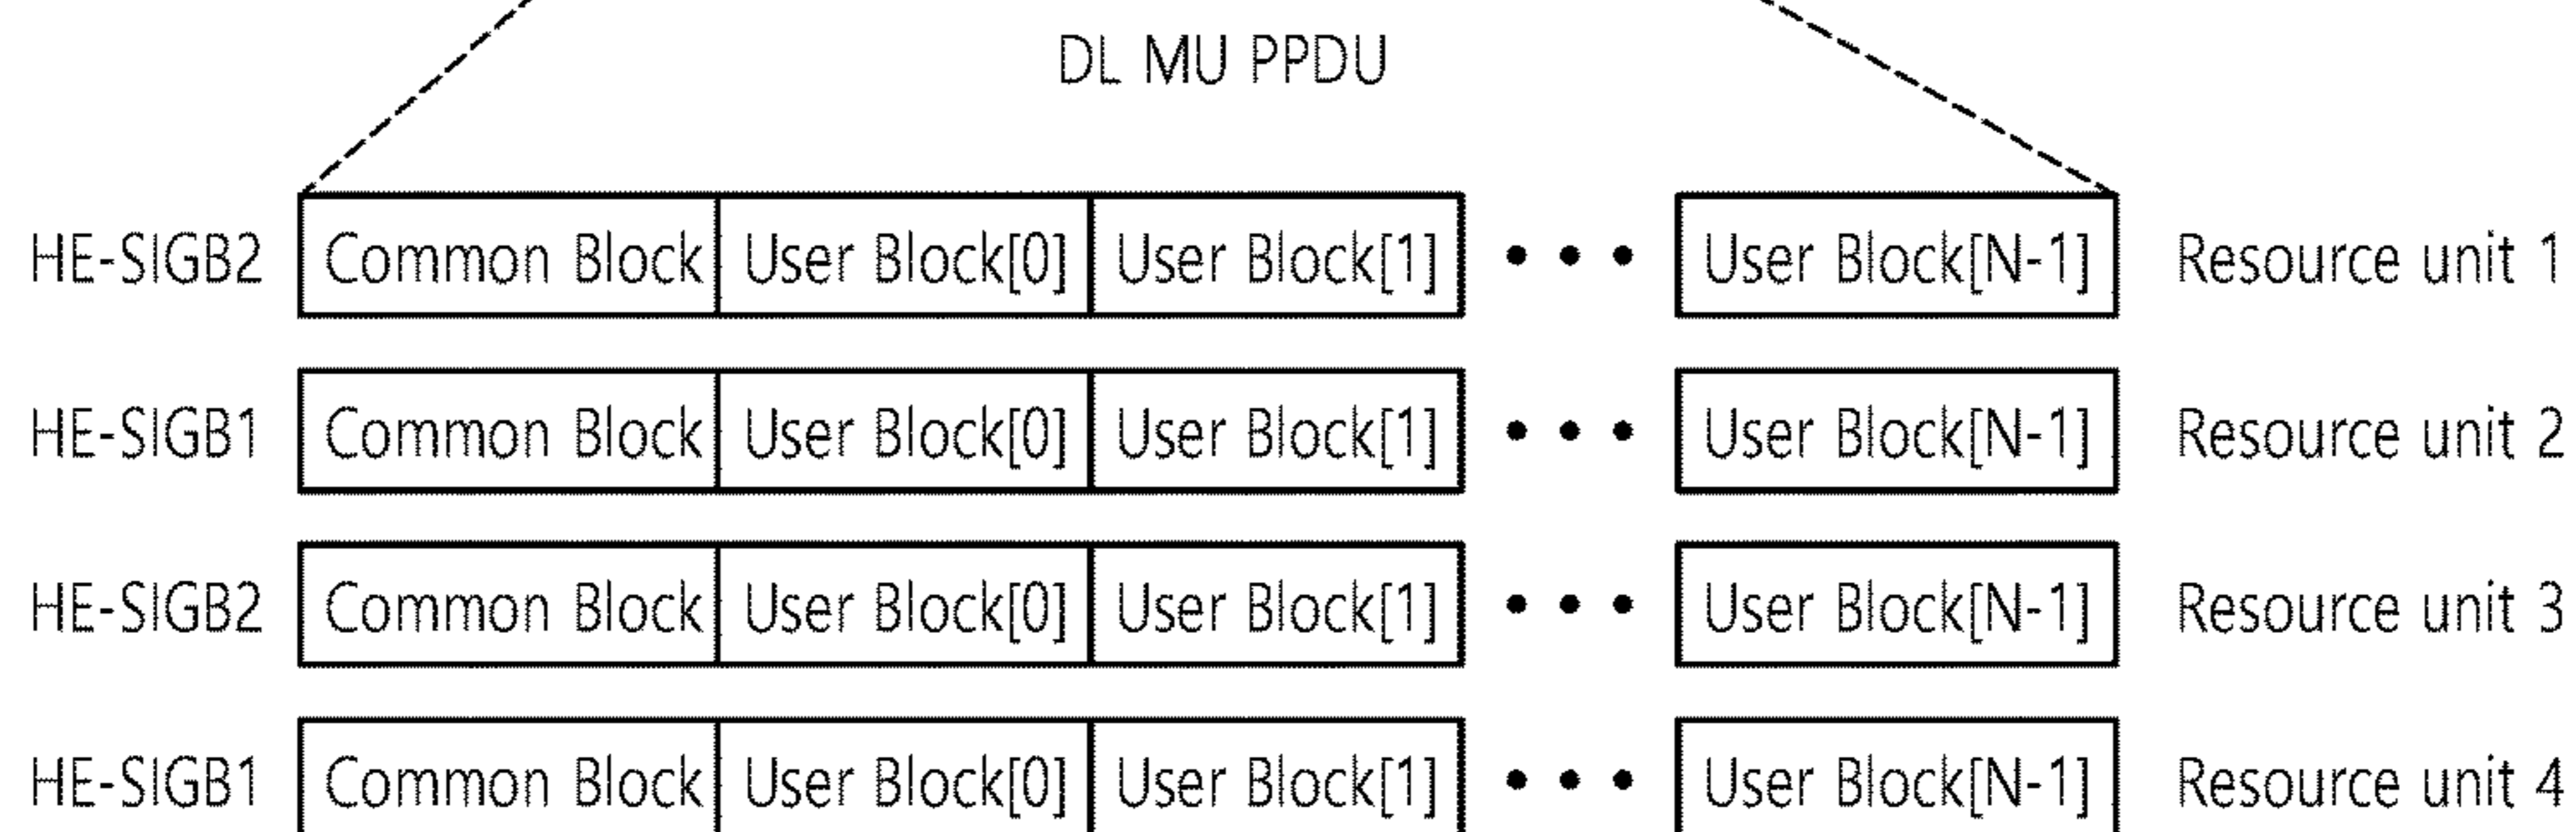 DL MU PPDU
HE-SIGB2 Common Block User Block[0] User Block[1] • • • User Block[N-1] Resource unit 1
HE-SIGB1 Common Block User Block[0] User Block[1] • • • User Block[N-1] Resource unit 2
HE-SIGB2 Common Block User Block[0] User Block[1] • • • User Block[N-1] Resource unit 3
HE-SIGB1 Common Block User Block[0] User Block[1] • • • User Block[N-1] Resource unit 4